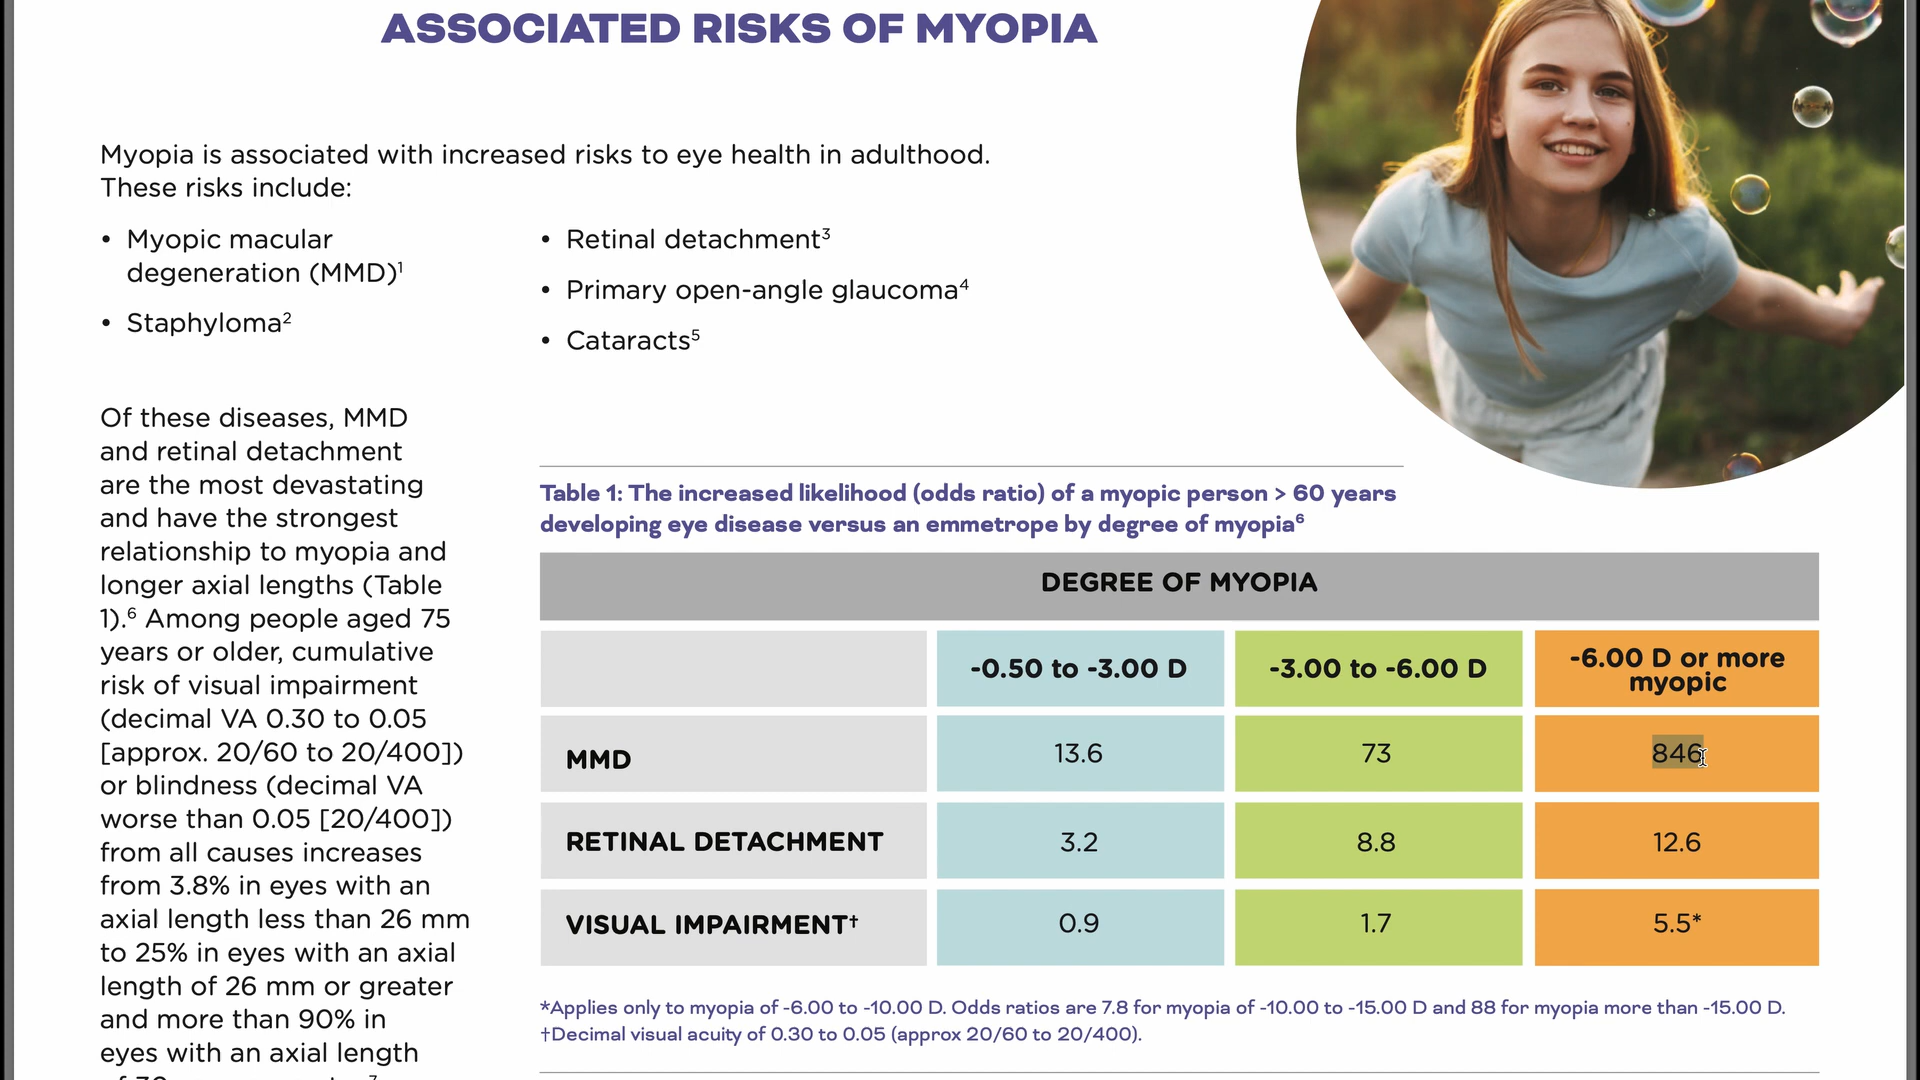 ASSOCIATED RISKS OF MYOPIA
Myopia is associated with increased risks to eye health in adulthood.
These risks include:
• Myopic macular
degeneration (MMD)¹
• Staphyloma²
• Retinal detachment³
• Primary open-angle glaucoma⁴
• Cataracts⁵
Of these diseases, MMD
and retinal detachment
are the most devastating
and have the strongest
relationship to myopia and
longer axial lengths (Table
1).⁶ Among people aged 75
years or older, cumulative
risk of visual impairment
(decimal VA 0.30 to 0.05
[approx. 20/60 to 20/400])
or blindness (decimal VA
worse than 0.05 [20/400])
from all causes increases
from 3.8% in eyes with an
axial length less than 26 mm
to 25% in eyes with an axial
length of 26 mm or greater
and more than 90% in
eyes with an axial length
Table 1: The increased likelihood (odds ratio) of a myopic person > 60 years
developing eye disease versus an emmetrope by degree of myopia⁶
DEGREE OF MYOPIA
-0.50 to -3.00 D -3.00 to -6.00 D -6.00 D or more
myopic
MMD 13.6 73 846
RETINAL DETACHMENT 3.2 8.8 12.6
VISUAL IMPAIRMENT† 0.9 1.7 5.5*
*Applies only to myopia of -6.00 to -10.00 D. Odds ratios are 7.8 for myopia of -10.00 to -15.00 D and 88 for myopia more than -15.00 D.
†Decimal visual acuity of 0.30 to 0.05 (approx 20/60 to 20/400).